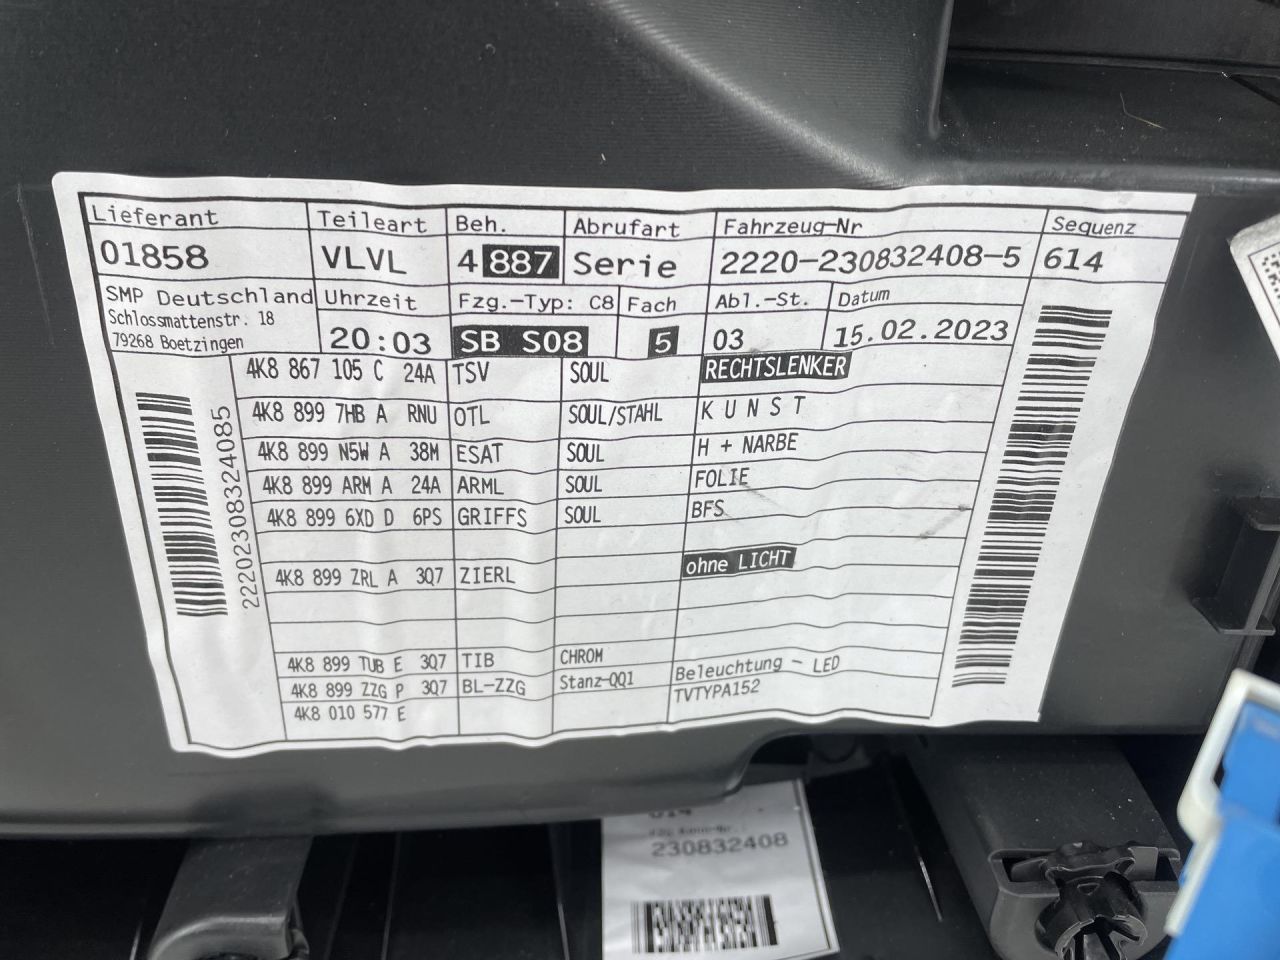 Lieferant Teileart Beh. Abrufart Fahrzeug-Nr Sequenz
01858 VLVL 4 887 Serie 2220-230832408-5 614
SMP Deutschland Uhrzeit Fzg.-Typ: C8 Fach Abl.-St. Datum
Schlossmattenstr. 18
79268 Boetzingen 20:03 SB S08 5 03 15.02.2023
4K8 867 105 C 24A TSV SOUL RECHTSLENKER
4K8 899 7HB A RNU OTL SOUL/STAHL K U N S T
4K8 899 N5W A 38M ESAT SOUL H + NARBE
4K8 899 ARM A 24A ARML SOUL FOLIE
4K8 899 6XD D 6PS GRIFFS SOUL BFS
ohne LICHT
4K8 899 ZRL A 3Q7 ZIERL
4K8 899 TUB E 3Q7 TIB CHROM Beleuchtung - LED
4K8 899 ZZG P 3Q7 BL-ZZG Stanz-QQ1 TVTYPA152
4K8 010 577 E
22202308324085
614
230832408